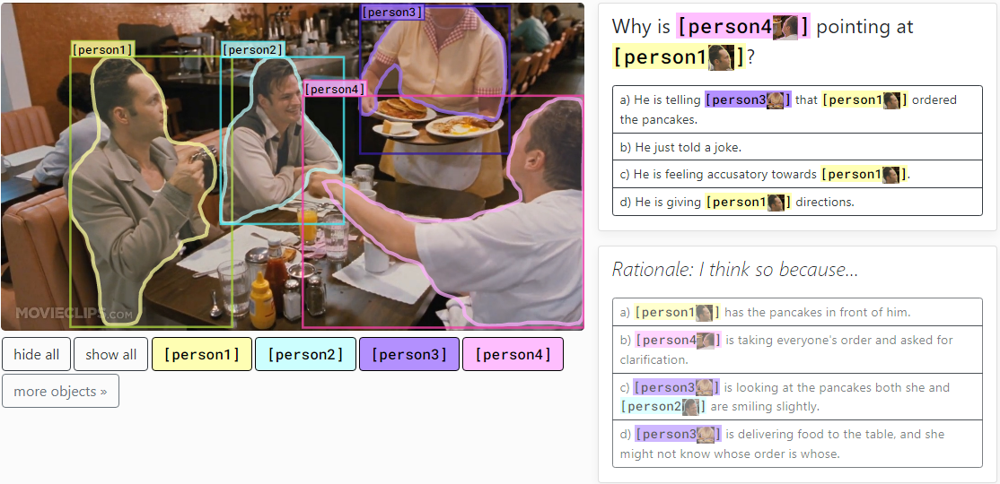 [person1]
[person2]
[person3]
[person4]
MOVIECLIPS.COM
hide all
show all
[person1]
[person2]
[person3]
[person4]
more objects »
Why is [person4] pointing at
[person1]?
a) He is telling [person3] that [person1] ordered
the pancakes.
b) He just told a joke.
c) He is feeling accusatory towards [person1].
d) He is giving [person1] directions.
Rationale: I think so because...
a) [person1] has the pancakes in front of him.
b) [person4] is taking everyone's order and asked for
clarification.
c) [person3] is looking at the pancakes both she and
[person2] are smiling slightly.
d) [person3] is delivering food to the table, and she
might not know whose order is whose.